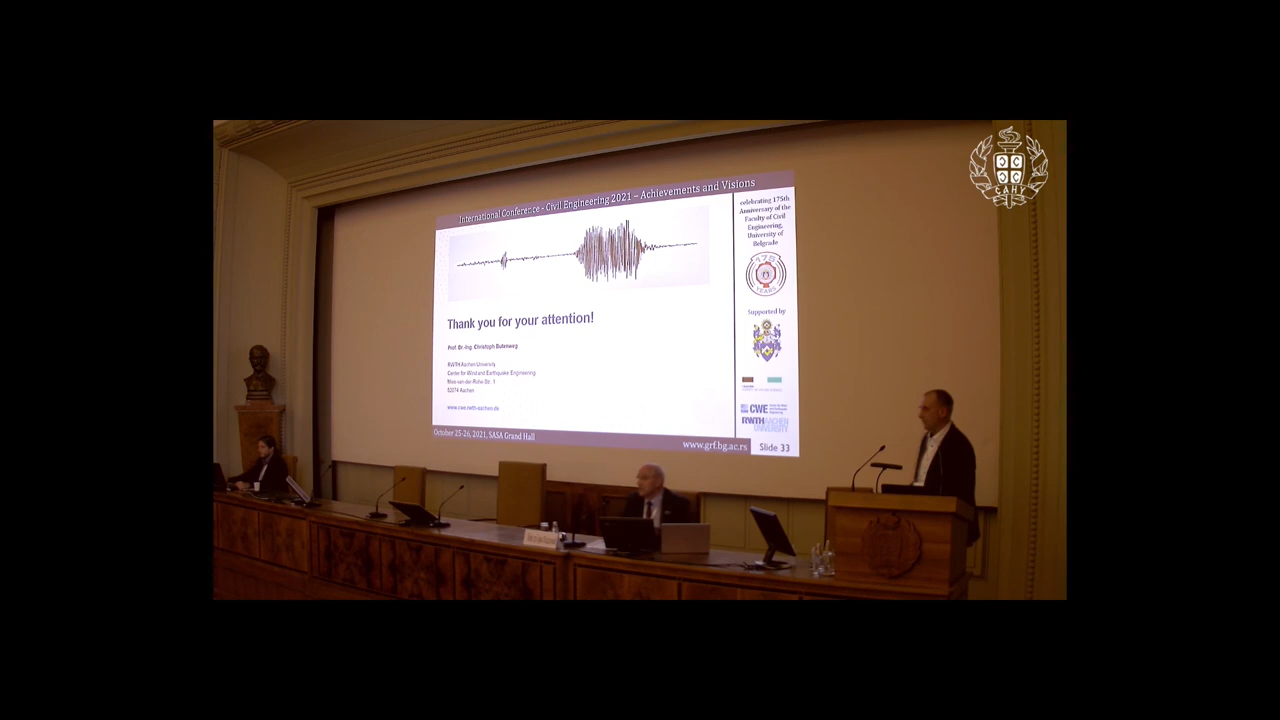 International Conference - Civil Engineering 2021 – Achievements and Visions
Thank you for your attention!
Prof. Dr.-Ing. Christoph Butenweg
RWTH Aachen University
Center for Wind and Earthquake Engineering
Mies-van-der-Rohe-Str. 1
52074 Aachen
www.cwe.rwth-aachen.de
celebrating 175th
Anniversary of the
Faculty of Civil
Engineering,
University of
Belgrade
175
YEARS
Supported by
CWE
RWTH AACHEN
UNIVERSITY
October 25-26, 2021, SASA Grand Hall
www.grf.bg.ac.rs
Slide 33
САНУ